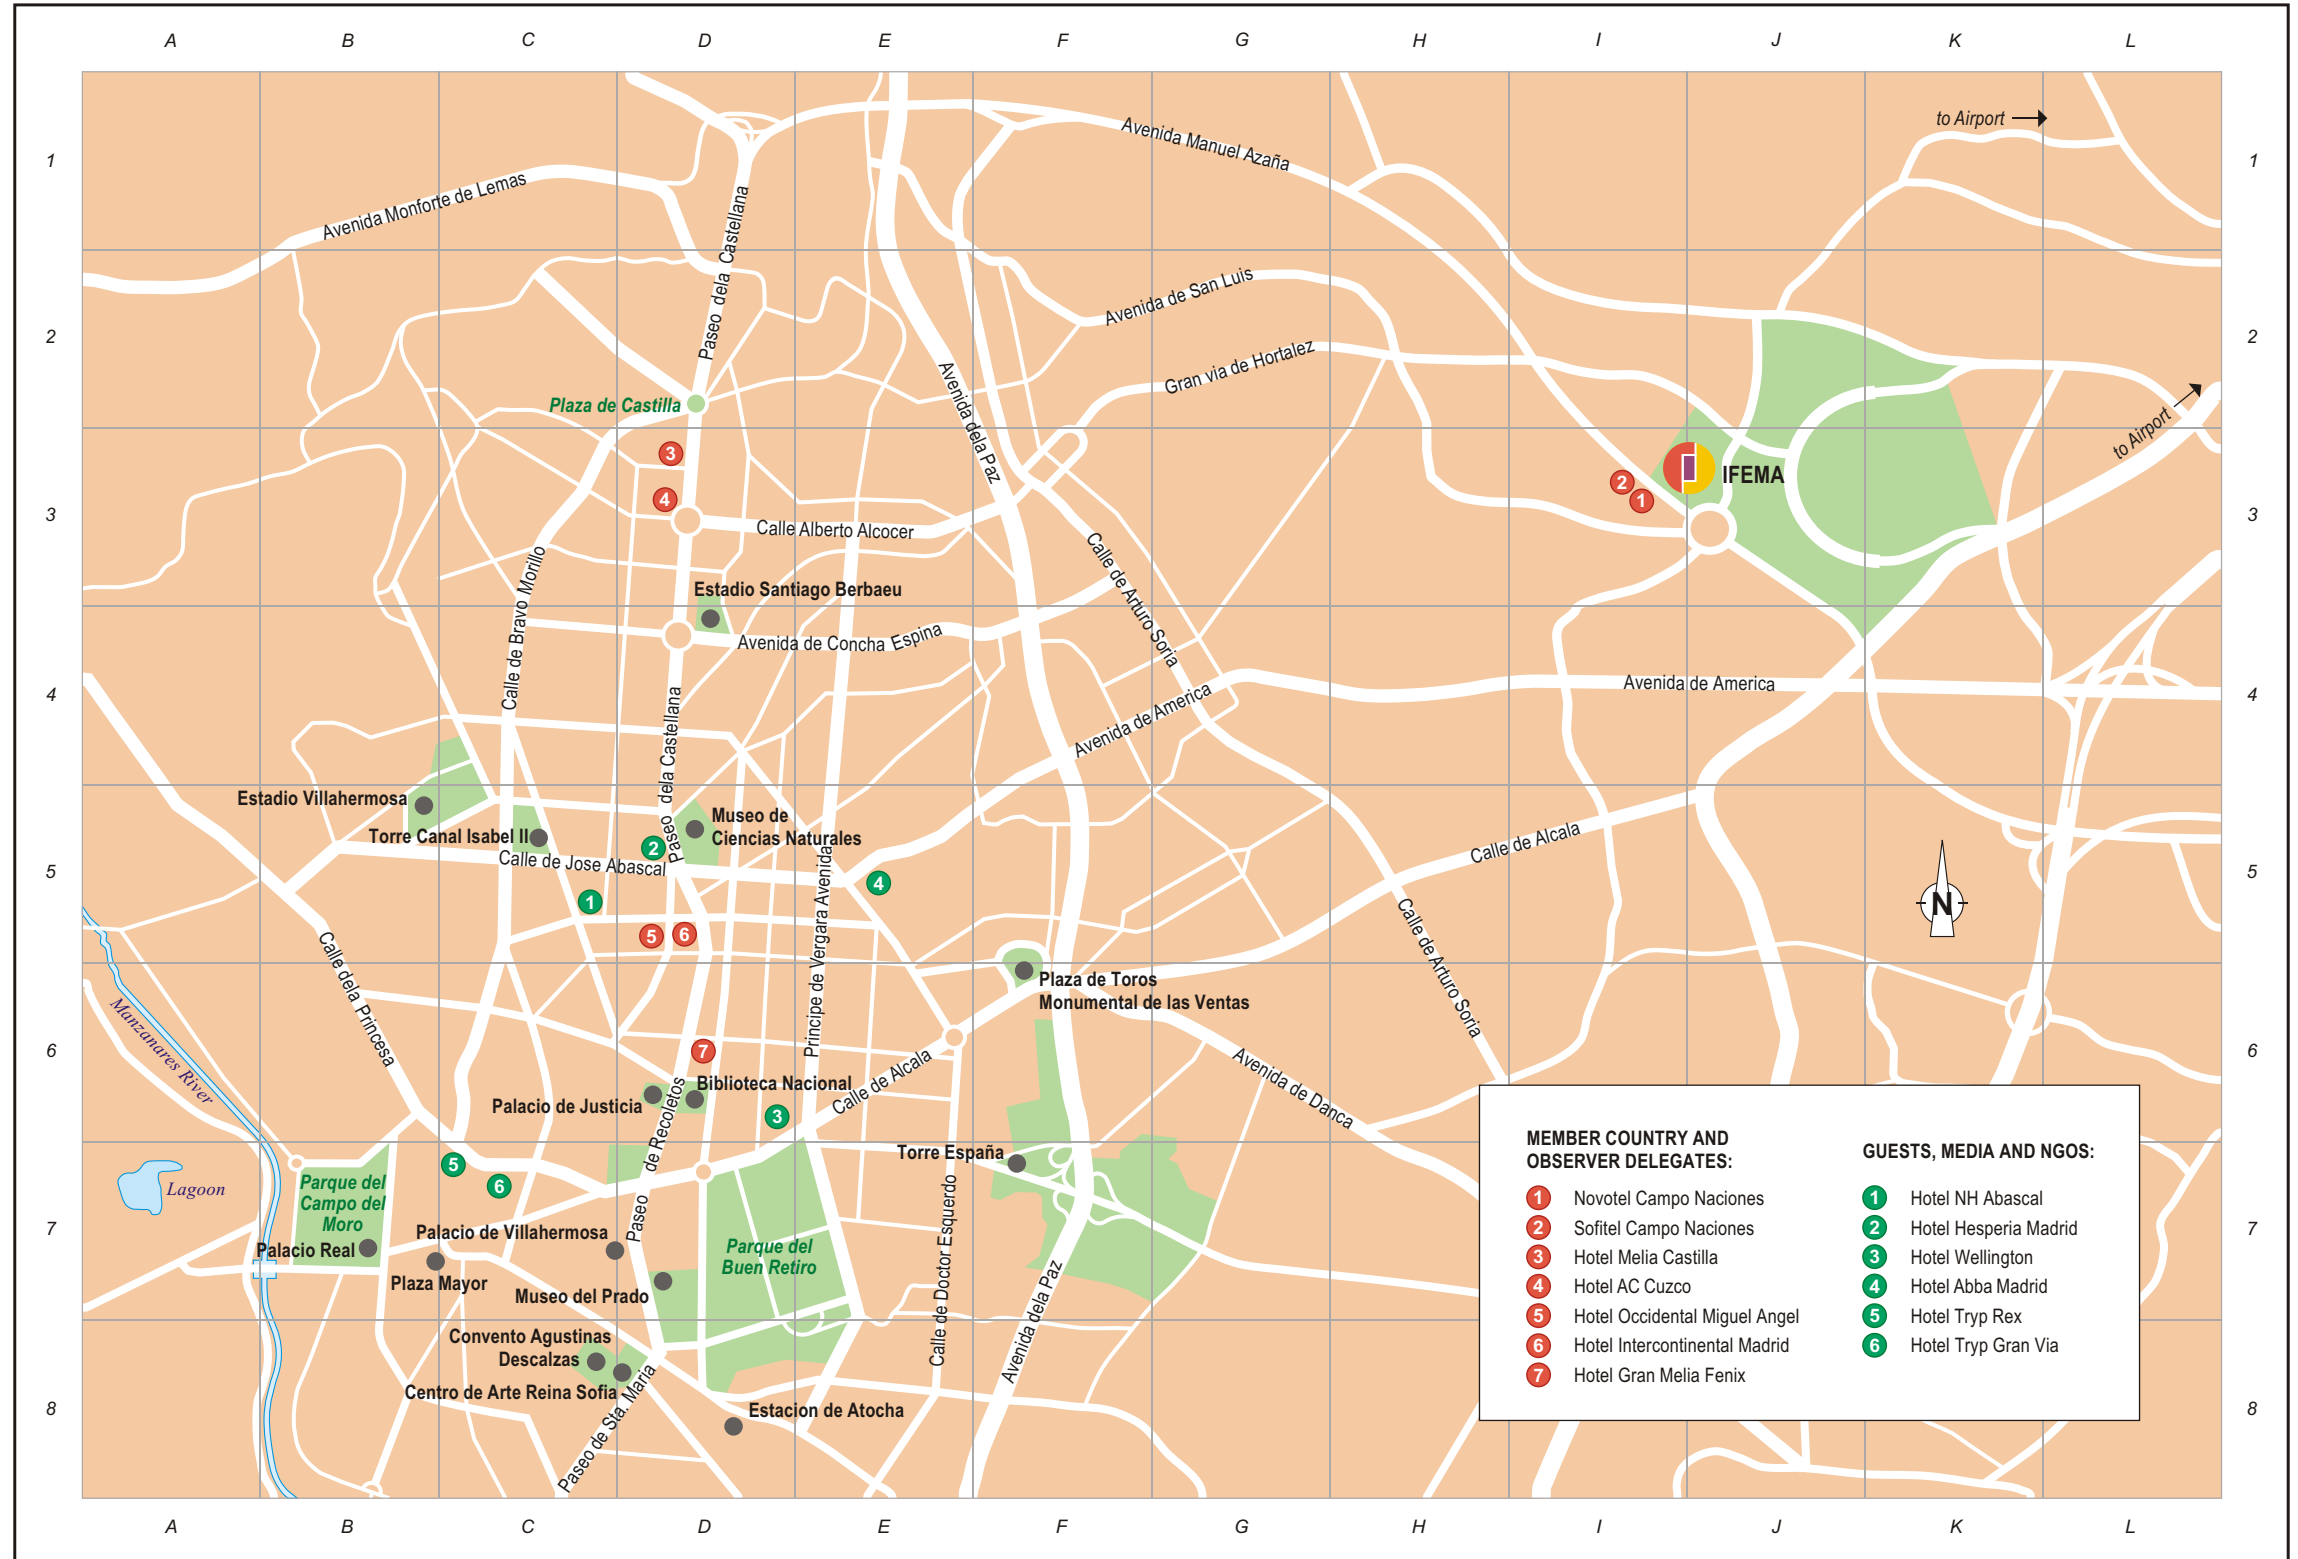 A B C D E F G H I J K L
to Airport
1 1
Avenida Manuel Azaña
Avenida Monforte de Lemas
Paseo dela Castellana
Avenida de San Luis
2 2
Gran via de Hortalez
Plaza de Castilla
Avenida dela Paz
to Airport
3
4
2
1
IFEMA
3 3
Calle Alberto Alcocer
Calle de Bravo Morillo
Calle de Arturo Soria
Estadio Santiago Berbaeu
Avenida de Concha Espina
4 4
Avenida de America
Avenida de America
Paseo dela Castellana
Estadio Villahermosa
Torre Canal Isabel II
Museo de
Ciencias Naturales
2
Calle de Jose Abascal
Calle de Alcala
5 5
4
1
N
5
6
Principe de Vergara Avenida
Calle de Arturo Soria
Calle dela Princesa
Plaza de Toros
Monumental de las Ventas
Manzanares River
6 6
7
Calle de Alcala
Avenida de Danca
Biblioteca Nacional
Palacio de Justicia
3
Paseo de Recoletos
Torre España
5
6
Lagoon
Parque del
Campo del
Moro
7 7
Palacio de Villahermosa
Palacio Real
Parque del
Buen Retiro
Plaza Mayor
Museo del Prado
Calle de Doctor Esquerdo
Avenida dela Paz
Convento Agustinas
Descalzas
Centro de Arte Reina Sofia
Paseo de Sta. Maria
Estacion de Atocha
8 8
MEMBER COUNTRY AND
OBSERVER DELEGATES:
1 Novotel Campo Naciones
2 Sofitel Campo Naciones
3 Hotel Melia Castilla
4 Hotel AC Cuzco
5 Hotel Occidental Miguel Angel
6 Hotel Intercontinental Madrid
7 Hotel Gran Melia Fenix
GUESTS, MEDIA AND NGOS:
1 Hotel NH Abascal
2 Hotel Hesperia Madrid
3 Hotel Wellington
4 Hotel Abba Madrid
5 Hotel Tryp Rex
6 Hotel Tryp Gran Via
A B C D E F G H I J K L